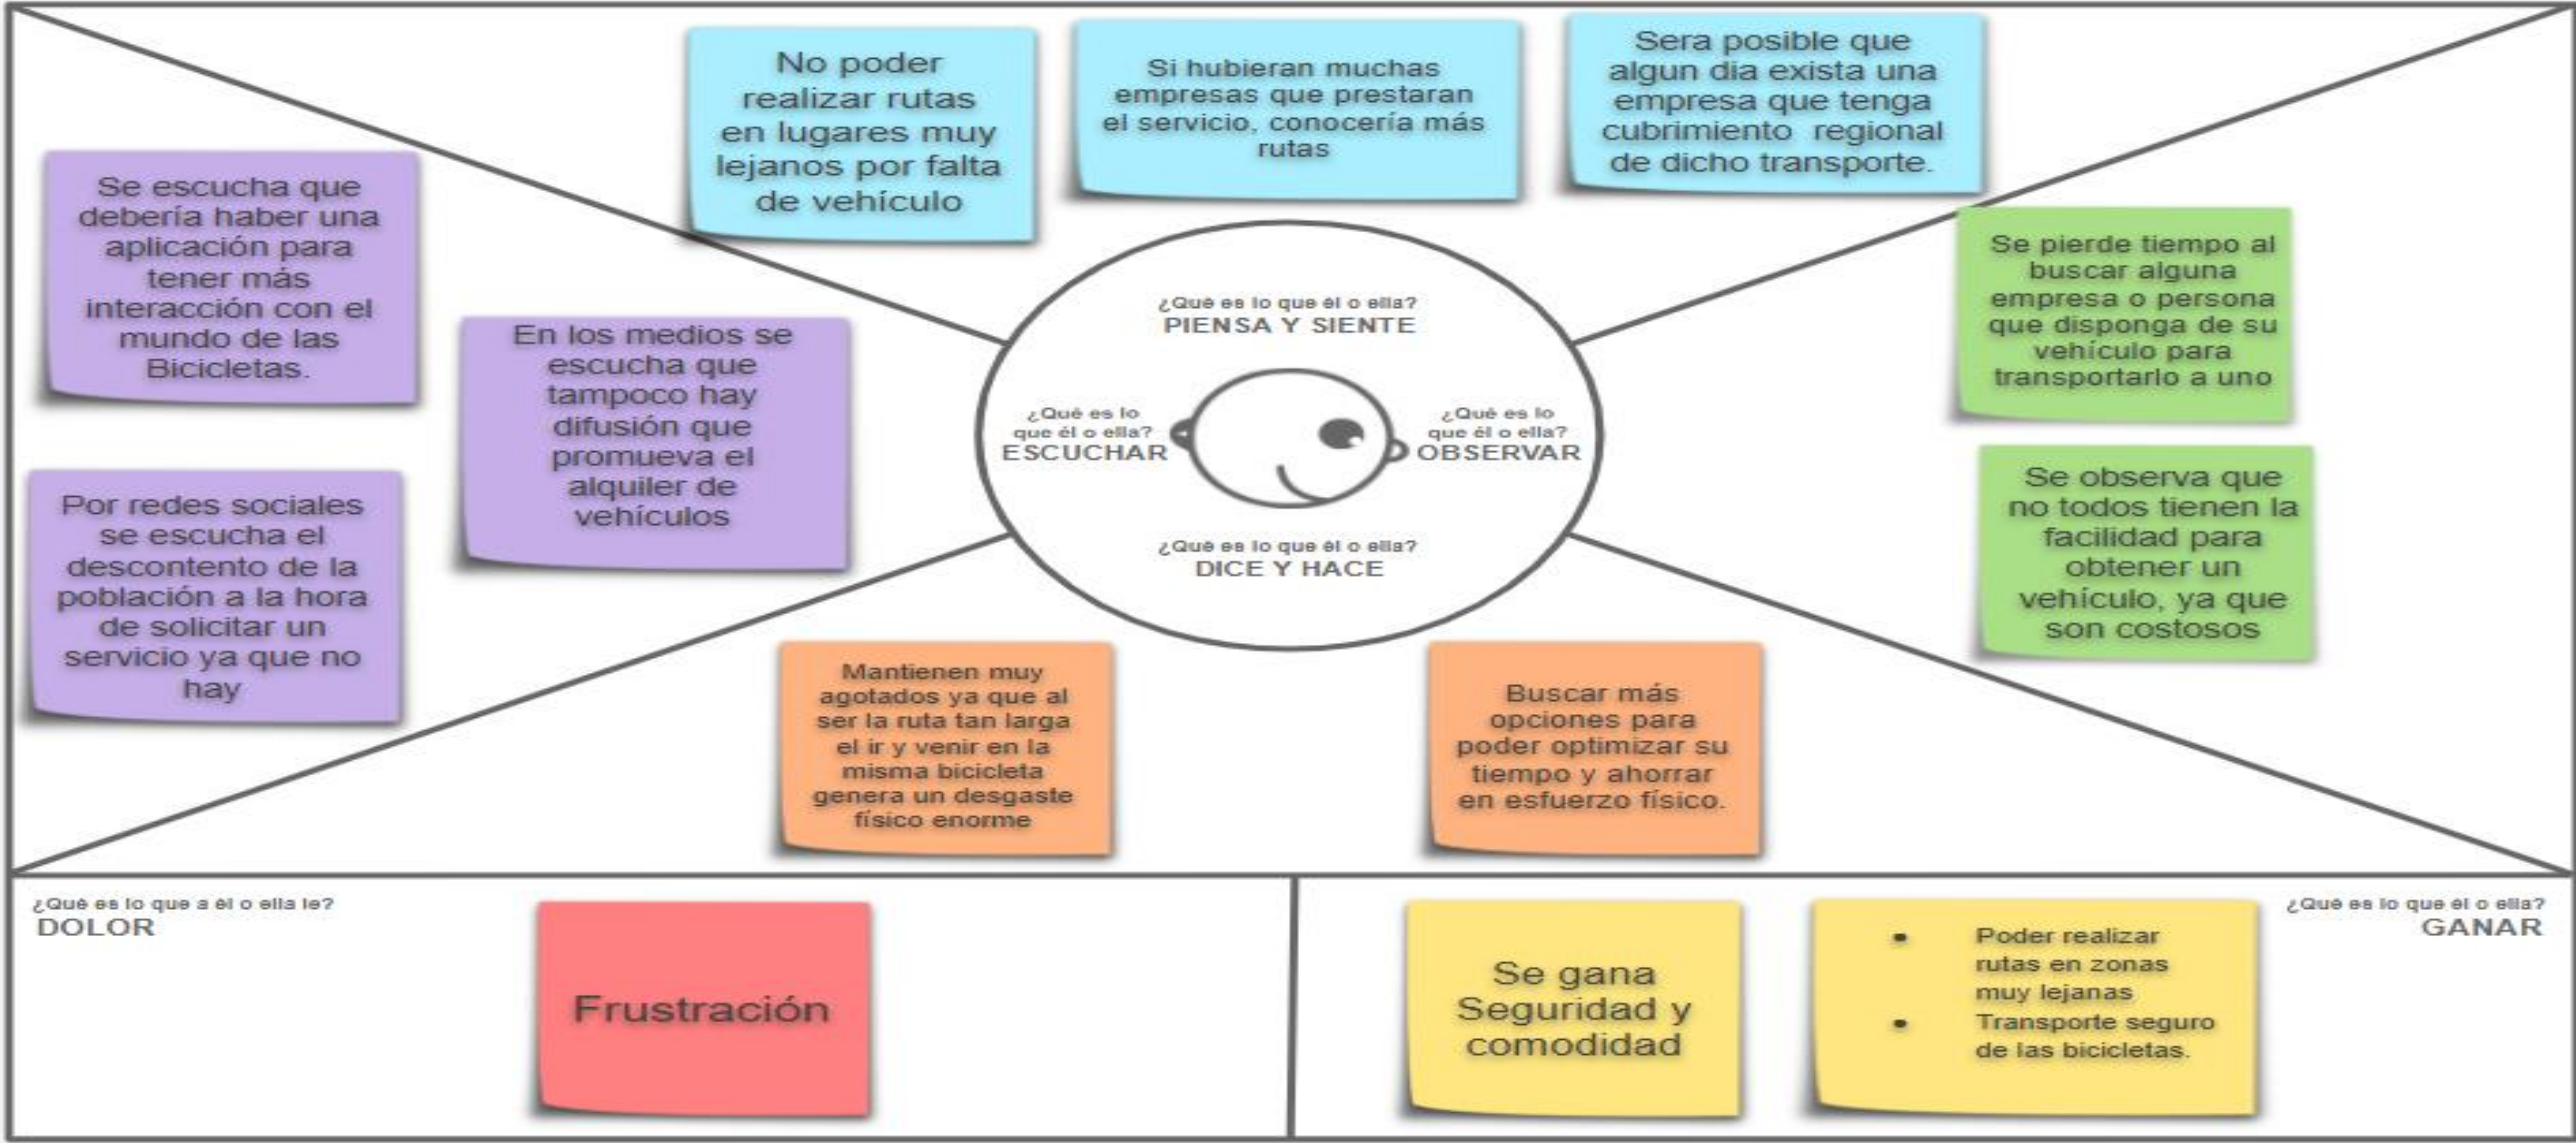 No poder
realizar rutas
en lugares muy
lejanos por falta
de vehículo
Si hubieran muchas
empresas que prestaran
el servicio, conocería más
rutas
Sera posible que
algun dia exista una
empresa que tenga
cubrimiento regional
de dicho transporte.
Se escucha que
debería haber una
aplicación para
tener más
interacción con el
mundo de las
Bicicletas.
En los medios se
escucha que
tampoco hay
difusión que
promueva el
alquiler de
vehículos
Por redes sociales
se escucha el
descontento de la
población a la hora
de solicitar un
servicio ya que no
hay
¿Qué es lo que él o ella?
PIENSA Y SIENTE
¿Qué es lo
que él o ella?
ESCUCHAR
¿Qué es lo
que él o ella?
OBSERVAR
¿Qué es lo que él o ella?
DICE Y HACE
Se pierde tiempo al
buscar alguna
empresa o persona
que disponga de su
vehículo para
transportarlo a uno
Se observa que
no todos tienen la
facilidad para
obtener un
vehículo, ya que
son costosos
Mantienen muy
agotados ya que al
ser la ruta tan larga
el ir y venir en la
misma bicicleta
genera un desgaste
físico enorme
Buscar más
opciones para
poder optimizar su
tiempo y ahorrar
en esfuerzo físico.
¿Qué es lo que a él o ella le?
DOLOR
Frustración
Se gana
Seguridad y
comodidad
• Poder realizar
rutas en zonas
muy lejanas
• Transporte seguro
de las bicicletas.
¿Qué es lo que él o ella?
GANAR